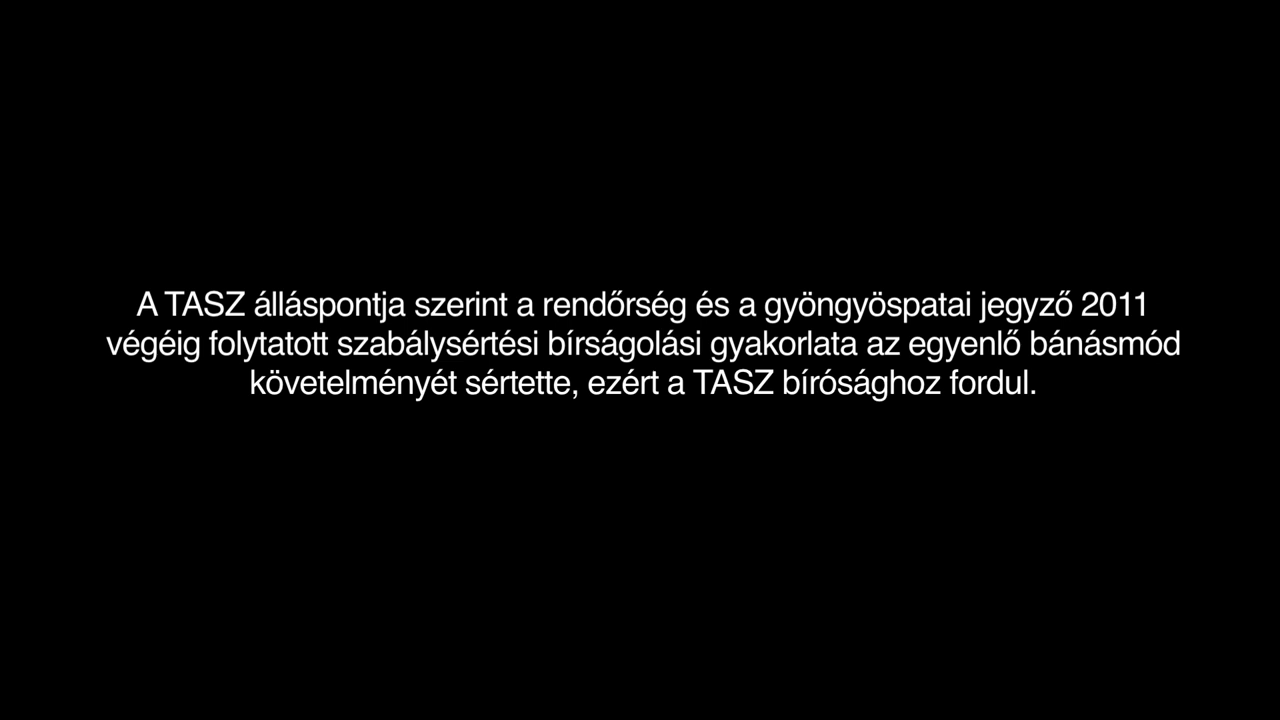 A TASZ álláspontja szerint a rendőrség és a gyöngyöspatai jegyző 2011
végéig folytatott szabálysértési bírságolási gyakorlata az egyenlő bánásmód
követelményét sértette, ezért a TASZ bírósághoz fordul.